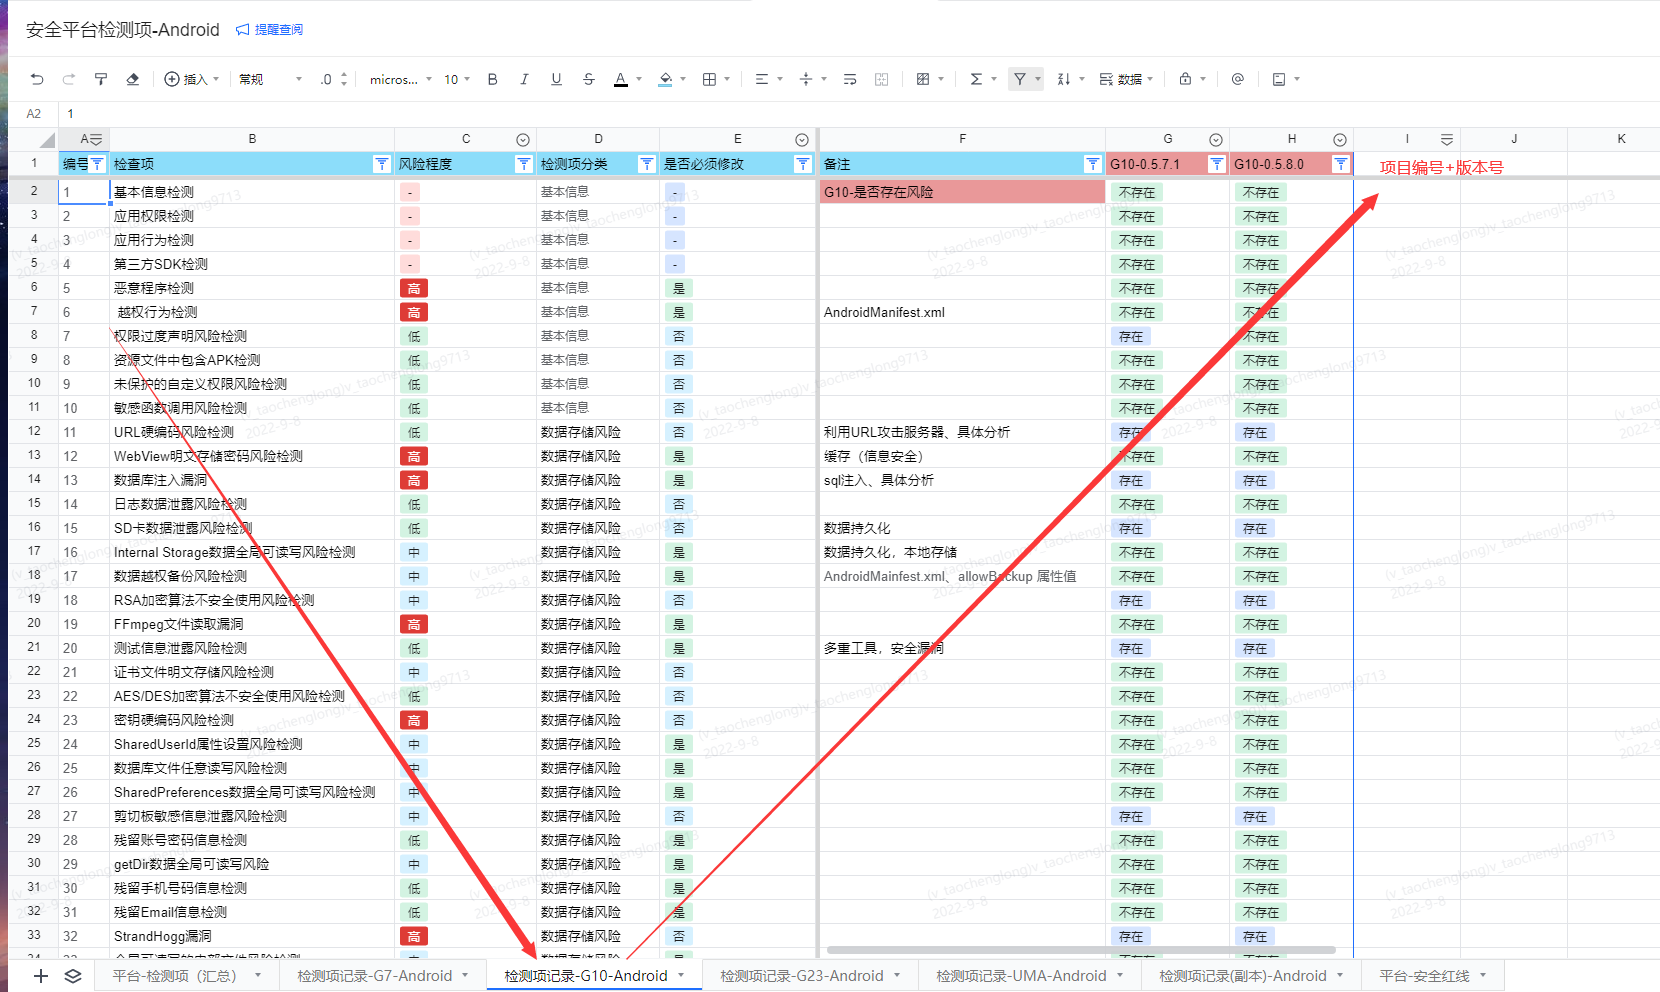 安全平台检测项-Android 提醒查阅
插入 常规 .0 micros... 10 B I U S A Σ 数据 @
A2 1
A B C D E F G H I J K
1 编号 检查项 风险程度 检测项分类 是否必须修改 备注 G10-0.5.7.1 G10-0.5.8.0 项目编号+版本号
2 1 基本信息检测 - 基本信息 - G10-是否存在风险 不存在 不存在
3 2 应用权限检测 - 基本信息 - 不存在 不存在
4 3 应用行为检测 - 基本信息 - 不存在 不存在
5 4 第三方SDK检测 - 基本信息 - 不存在 不存在
6 5 恶意程序检测 高 基本信息 是 不存在 不存在
7 6 越权行为检测 高 基本信息 是 AndroidManifest.xml 不存在 不存在
8 7 权限过度声明风险检测 低 基本信息 否 存在 不存在
9 8 资源文件中包含APK检测 低 基本信息 否 不存在 不存在
10 9 未保护的自定义权限风险检测 低 基本信息 否 不存在 不存在
11 10 敏感函数调用风险检测 低 基本信息 否 不存在 不存在
12 11 URL硬编码风险检测 低 数据存储风险 否 利用URL攻击服务器、具体分析 存在 存在
13 12 WebView明文存储密码风险检测 高 数据存储风险 是 缓存（信息安全） 不存在 不存在
14 13 数据库注入漏洞 高 数据存储风险 是 sql注入、具体分析 存在 存在
15 14 日志数据泄露风险检测 低 数据存储风险 否 不存在 不存在
16 15 SD卡数据泄露风险检测 低 数据存储风险 否 数据持久化 存在 存在
17 16 Internal Storage数据全局可读写风险检测 中 数据存储风险 是 数据持久化，本地存储 不存在 不存在
18 17 数据越权备份风险检测 中 数据存储风险 是 AndroidMainfest.xml、allowBackup 属性值 不存在 不存在
19 18 RSA加密算法不安全使用风险检测 中 数据存储风险 否 存在 存在
20 19 FFmpeg文件读取漏洞 高 数据存储风险 是 不存在 不存在
21 20 测试信息泄露风险检测 低 数据存储风险 是 多重工具，安全漏洞 存在 存在
22 21 证书文件明文存储风险检测 中 数据存储风险 否 不存在 不存在
23 22 AES/DES加密算法不安全使用风险检测 低 数据存储风险 否 不存在 不存在
24 23 密钥硬编码风险检测 高 数据存储风险 否 不存在 不存在
25 24 SharedUserId属性设置风险检测 中 数据存储风险 是 不存在 不存在
26 25 数据库文件任意读写风险检测 中 数据存储风险 是 不存在 不存在
27 26 SharedPreferences数据全局可读写风险检测 中 数据存储风险 是 不存在 不存在
28 27 剪切板敏感信息泄露风险检测 中 数据存储风险 否 存在 存在
29 28 残留账号密码信息检测 低 数据存储风险 是 不存在 不存在
30 29 getDir数据全局可读写风险 中 数据存储风险 是 不存在 不存在
31 30 残留手机号码信息检测 低 数据存储风险 是 不存在 不存在
32 31 残留Email信息检测 低 数据存储风险 是 不存在 不存在
33 32 StrandHogg漏洞 高 数据存储风险 否 存在 存在
平台-检测项（汇总） 检测项记录-G7-Android 检测项记录-G10-Android 检测项记录-G23-Android 检测项记录-UMA-Android 检测项记录(副本)-Android 平台-安全红线